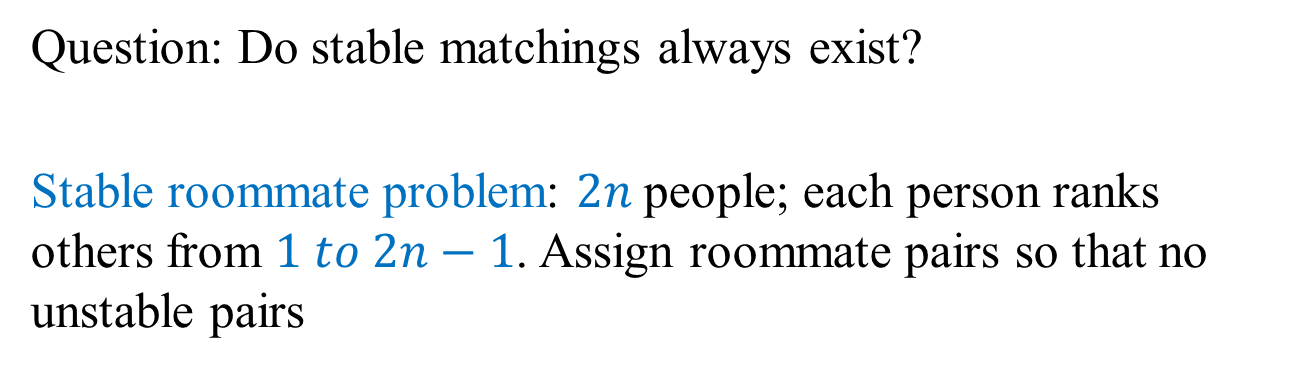 Question: Do stable matchings always exist?
Stable roommate problem: 2n people; each person ranks
others from 1 to 2n − 1. Assign roommate pairs so that no
unstable pairs